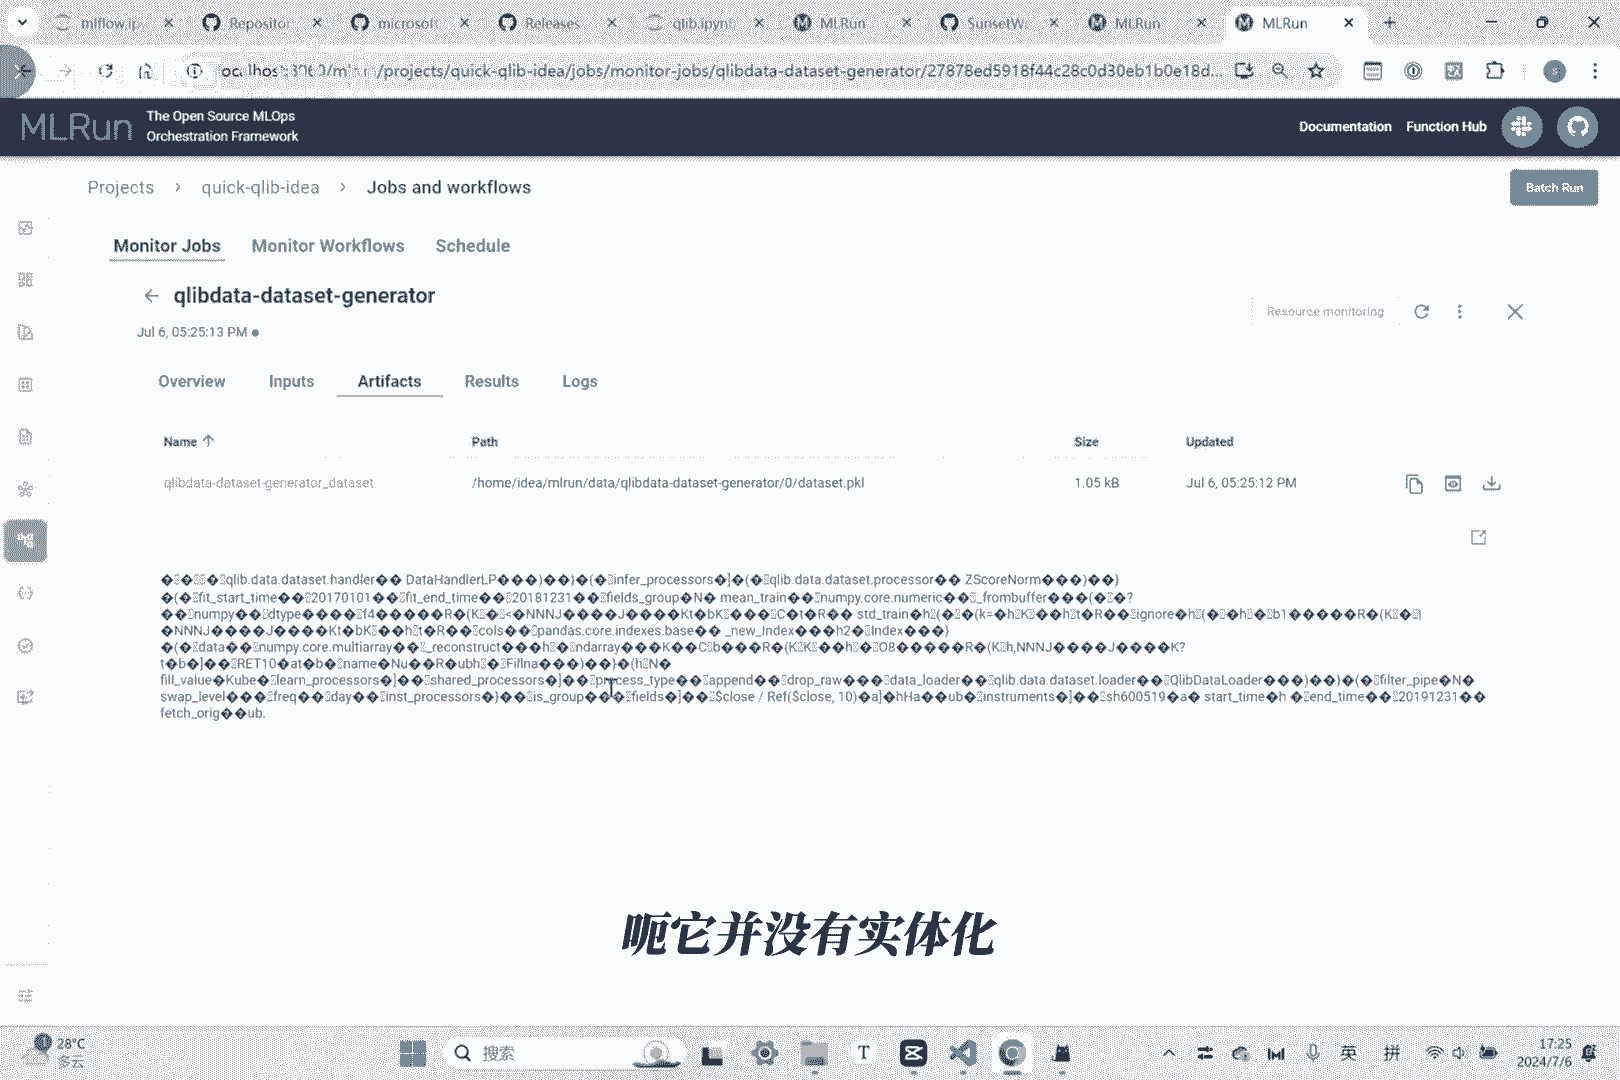 mlflow.ip
Repositor
microsoft
Releases
qlib.ipyn
MLRun
SunsetWo
MLRun
MLRun
/projects/quick-qlib-idea/jobs/monitor-jobs/qlibdata-dataset-generator/27878ed5918f44c28c0d30eb1b0e18d...
MLRun
The Open Source MLOps
Orchestration Framework
Documentation
Function Hub
Projects > quick-qlib-idea > Jobs and workflows
Batch Run
Monitor Jobs
Monitor Workflows
Schedule
qlibdata-dataset-generator
Resource monitoring
Jul 6, 05:25:13 PM
Overview
Inputs
Artifacts
Results
Logs
Name Path Size Updated
qlibdata-dataset-generator_dataset /home/idea/mlrun/data/qlibdata-dataset-generator/0/dataset.pkl 1.05 kB Jul 6, 05:25:12 PM
qlib.data.dataset.handler DataHandlerLP infer_processors qlib.data.dataset.processor ZScoreNorm
fit_start_time 20170101 fit_end_time 20181231 fields_group N mean_train numpy.core.numeric _frombuffer
numpy dtype f4 R (K <NNNJ J Kt bK C t R std_train h (k= h K h t R ignore h ( h b1 R (K |
NNNJ J Kt bK h t R cols pandas.core.indexes.base _new_Index h2 Index }
( data numpy.core.multiarray _reconstruct h ndarray K C b R (K K h O8 R (K h,NNNJ J K?
t b ] RET10 at b name Nu R ubh Fillna ) } (h N
fill_value Kube learn_processors ] shared_processors ] process_type append drop_raw data_loader qlib.data.dataset.loader QlibDataLoader ) } ( filter_pipe N
swap_level freq day inst_processors } is_group fields ] $close / Ref($close, 10) a] hHa ub instruments ] sh600519 a start_time h end_time 20191231
fetch_orig ub.
呃它并没有实体化
28°C
多云
搜索
英
拼
17:25
2024/7/6